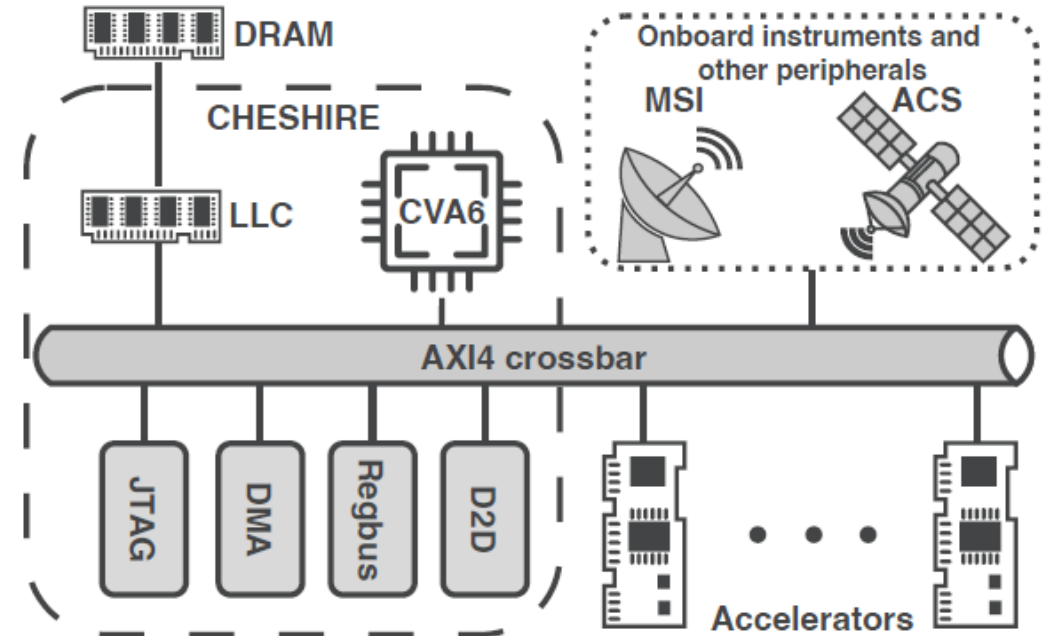 DRAM
Onboard instruments and
other peripherals
MSI
ACS
CHESHIRE
LLC
CVA6
AXI4 crossbar
JTAG
DMA
Regbus
D2D
Accelerators